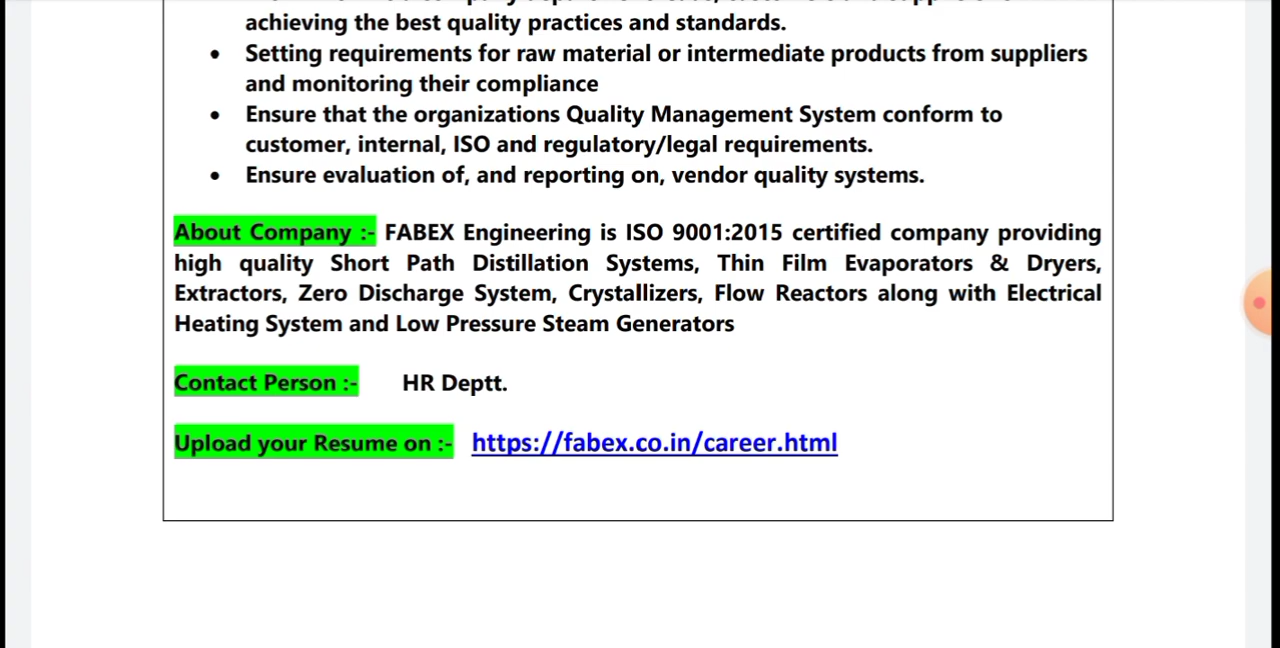 achieving the best quality practices and standards.
• Setting requirements for raw material or intermediate products from suppliers
and monitoring their compliance
• Ensure that the organizations Quality Management System conform to
customer, internal, ISO and regulatory/legal requirements.
• Ensure evaluation of, and reporting on, vendor quality systems.
About Company :- FABEX Engineering is ISO 9001:2015 certified company providing
high quality Short Path Distillation Systems, Thin Film Evaporators & Dryers,
Extractors, Zero Discharge System, Crystallizers, Flow Reactors along with Electrical
Heating System and Low Pressure Steam Generators
Contact Person :- HR Deptt.
Upload your Resume on :- https://fabex.co.in/career.html